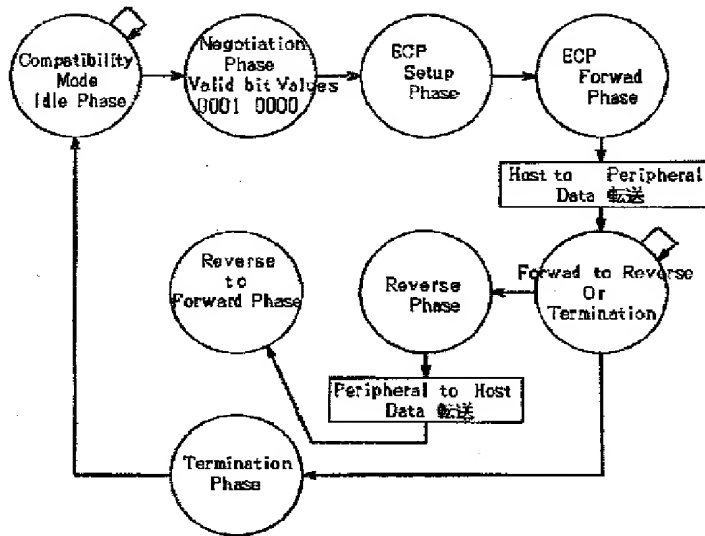 Compatibility
Mode
Idle Phase
Negotiation
Phase
Valid bit Values
0001 0000
ECP
Setup
Phase
ECP
Forwad
Phase
Host to Peripheral
Data 転送
Forwad to Reverse
Or
Termination
Reverse
Phase
Reverse
to
Forward Phase
Peripheral to Host
Data 転送
Termination
Phase